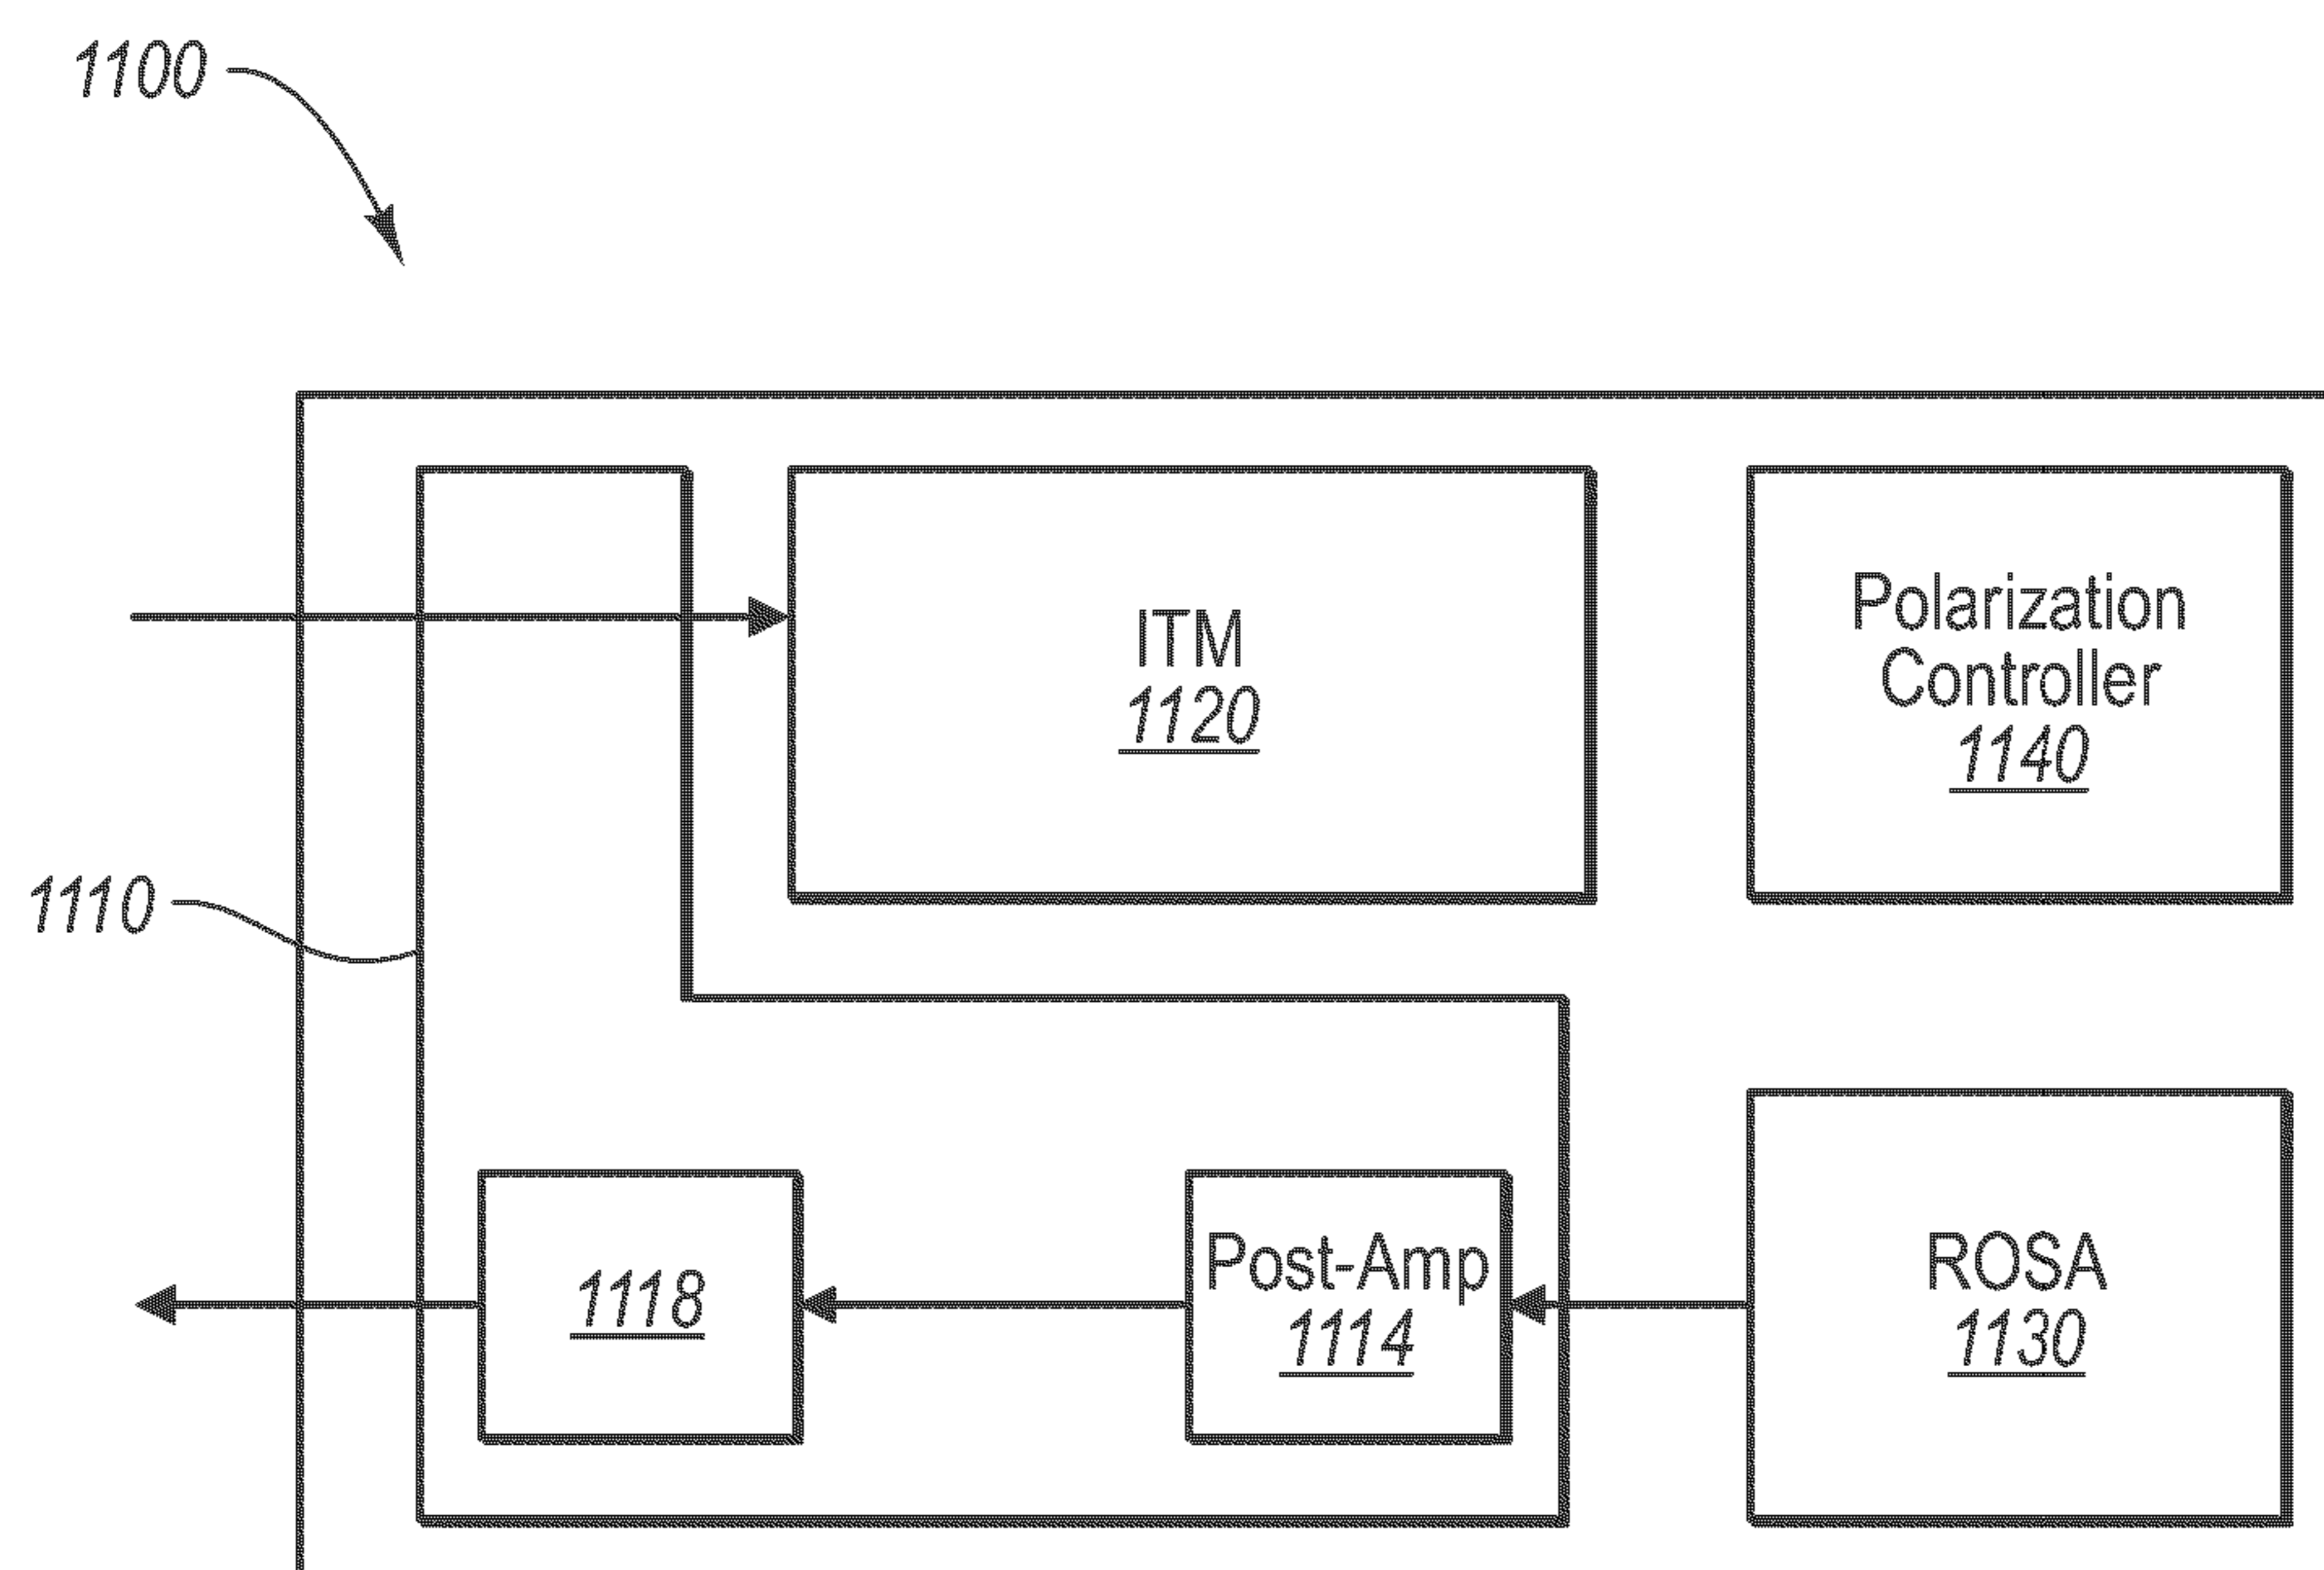 1100
ITM
1120
Polarization
Controller
1140
1110
1118
Post-Amp
1114
ROSA
1130